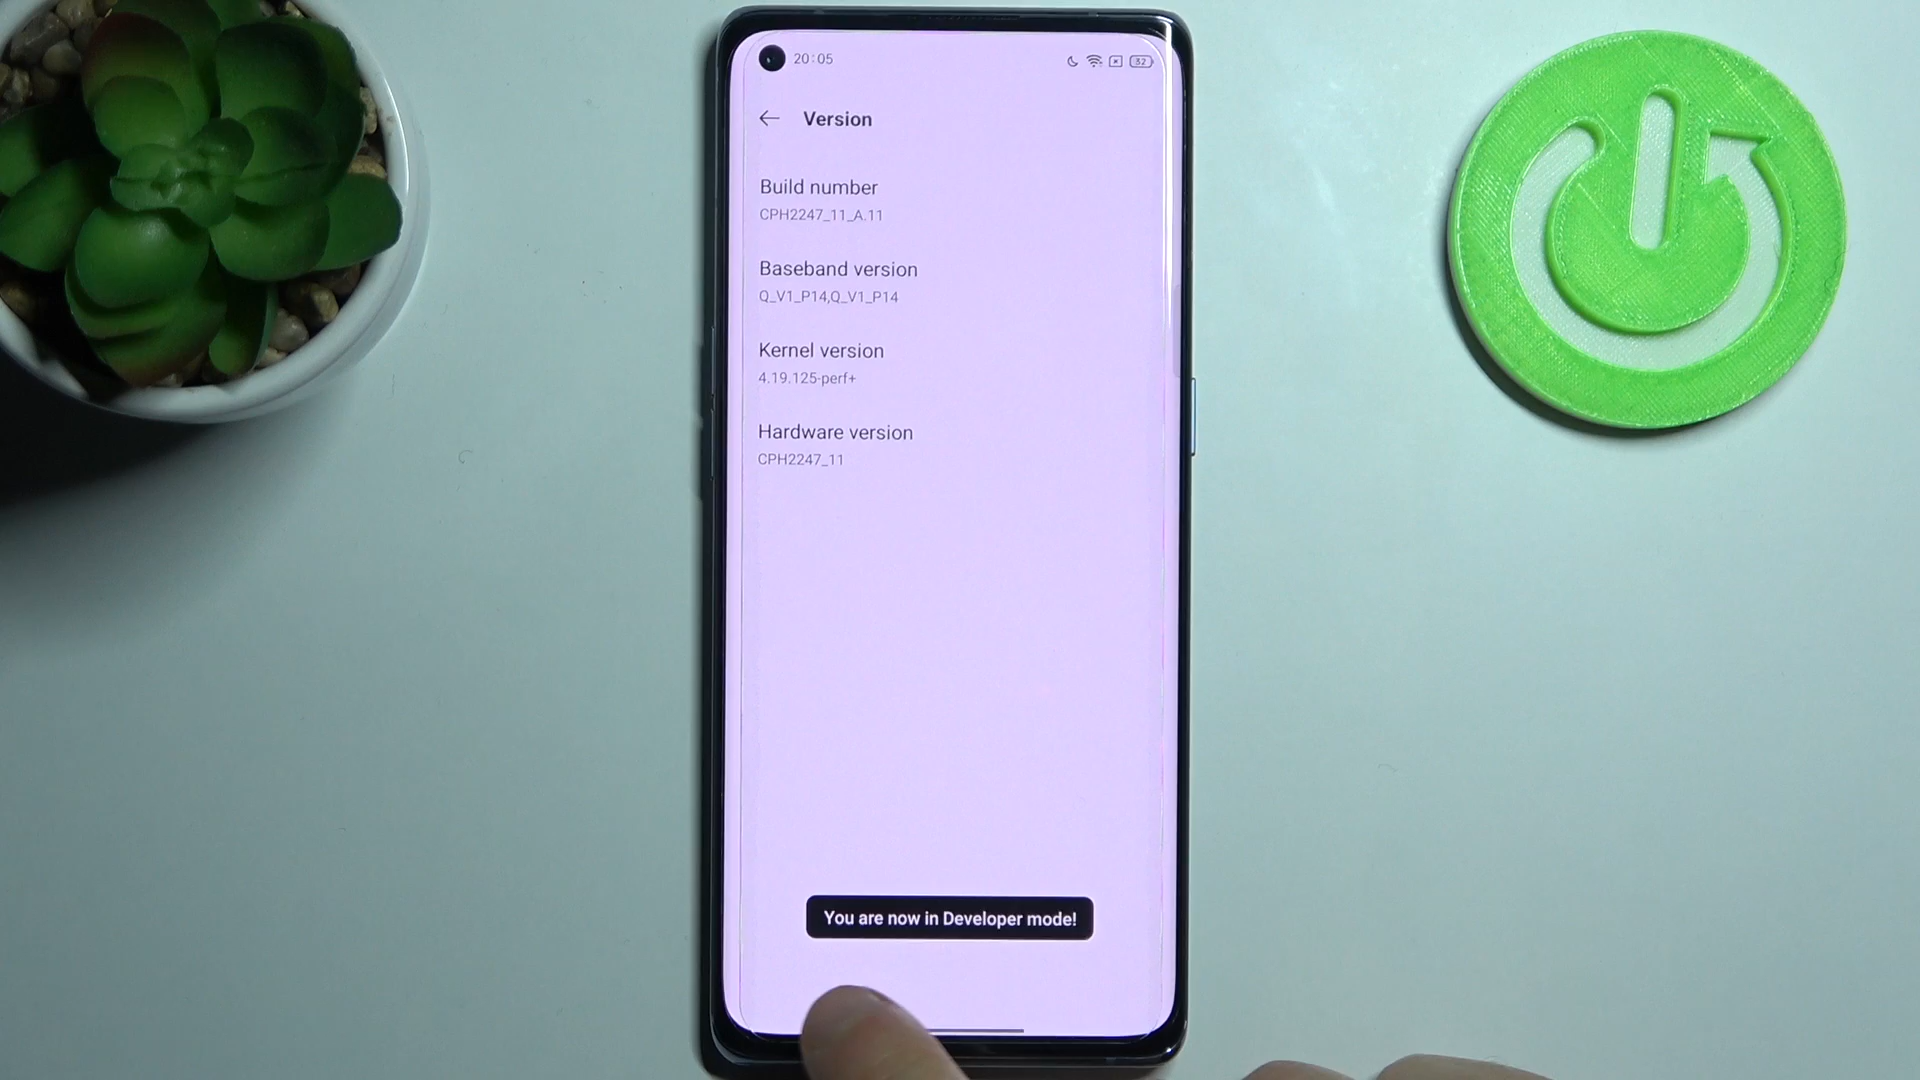 20:05
32
Version
Build number
CPH2247_11_A.11
Baseband version
Q_V1_P14,Q_V1_P14
Kernel version
4.19.125-perf+
Hardware version
CPH2247_11
You are now in Developer mode!